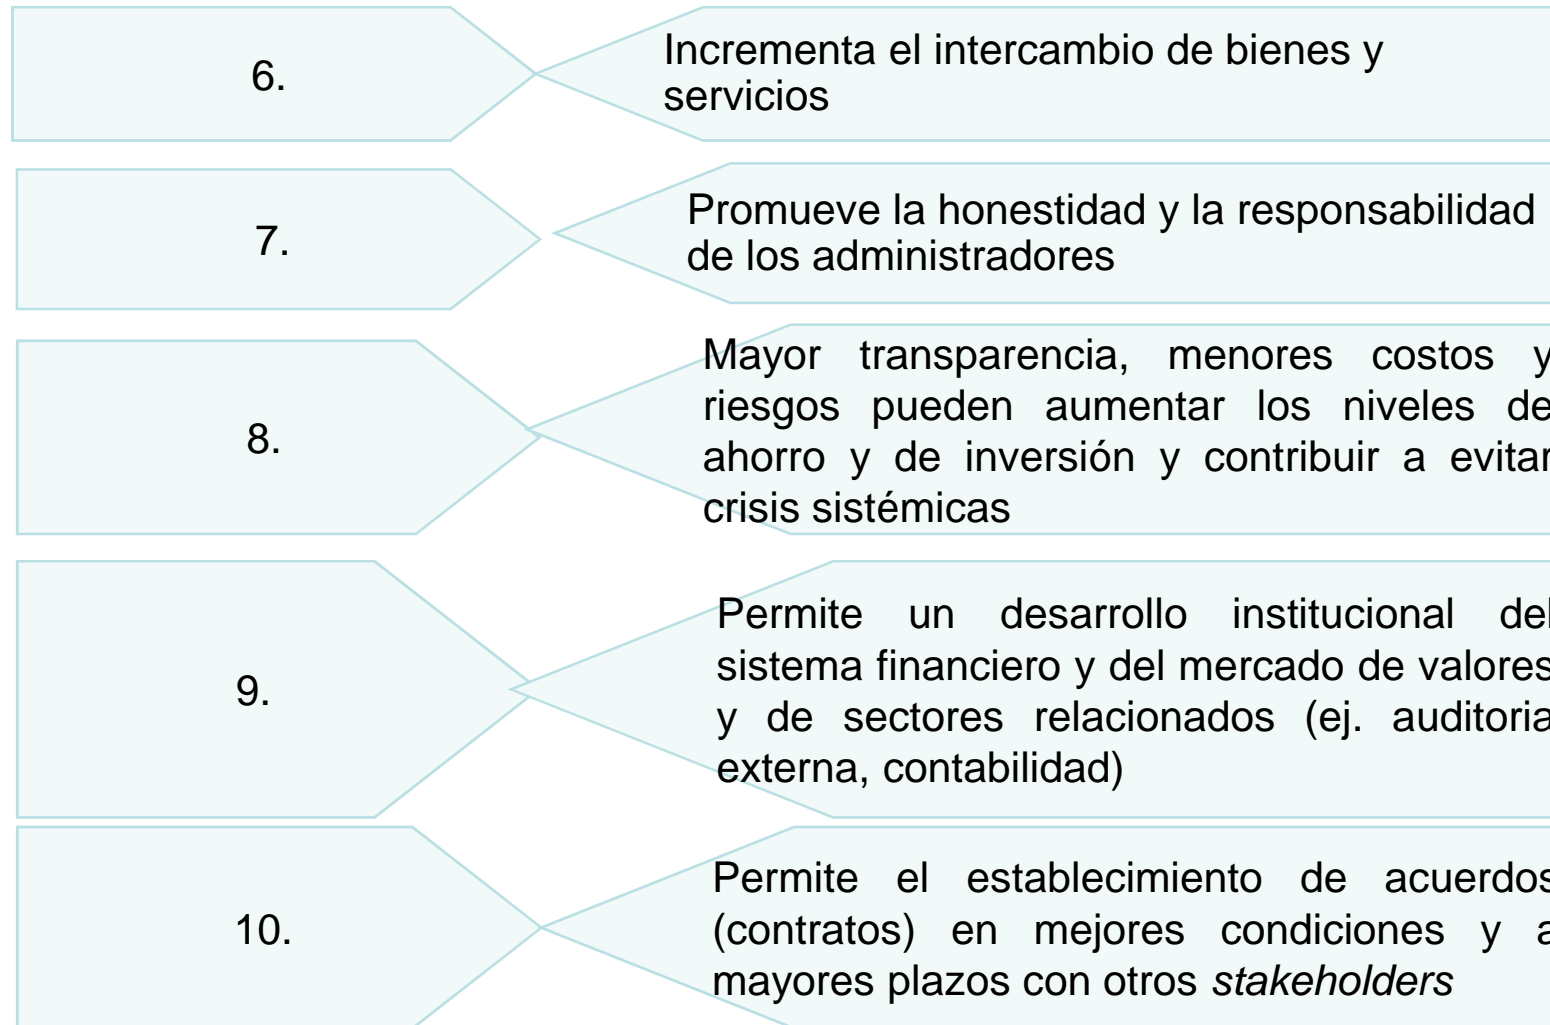 6.
Incrementa el intercambio de bienes y
servicios
7.
Promueve la honestidad y la responsabilidad
de los administradores
8.
Mayor transparencia, menores costos y
riesgos pueden aumentar los niveles de
ahorro y de inversión y contribuir a evitar
crisis sistémicas
9.
Permite un desarrollo institucional del
sistema financiero y del mercado de valores
y de sectores relacionados (ej. auditoria
externa, contabilidad)
10.
Permite el establecimiento de acuerdos
(contratos) en mejores condiciones y a
mayores plazos con otros stakeholders